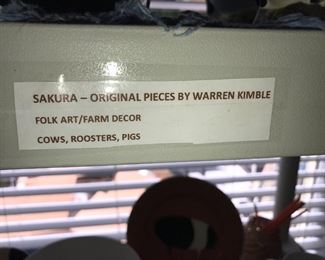 SAKURA – ORIGINAL PIECES BY WARREN KIMBLE
FOLK ART/FARM DECOR
COWS, ROOSTERS, PIGS